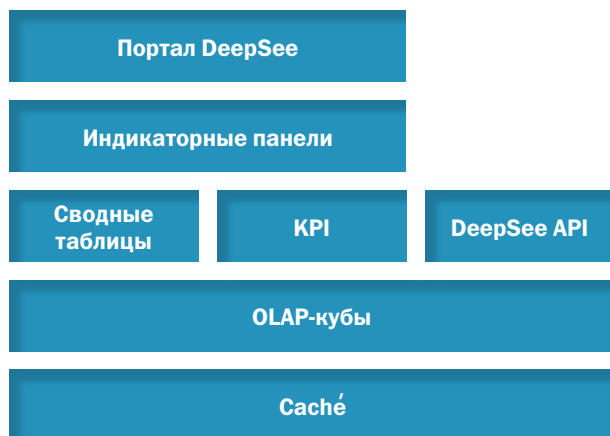 Портал DeepSee
Индикаторные панели
Сводные
таблицы
KPI
DeepSee API
OLAP-кубы
Caché